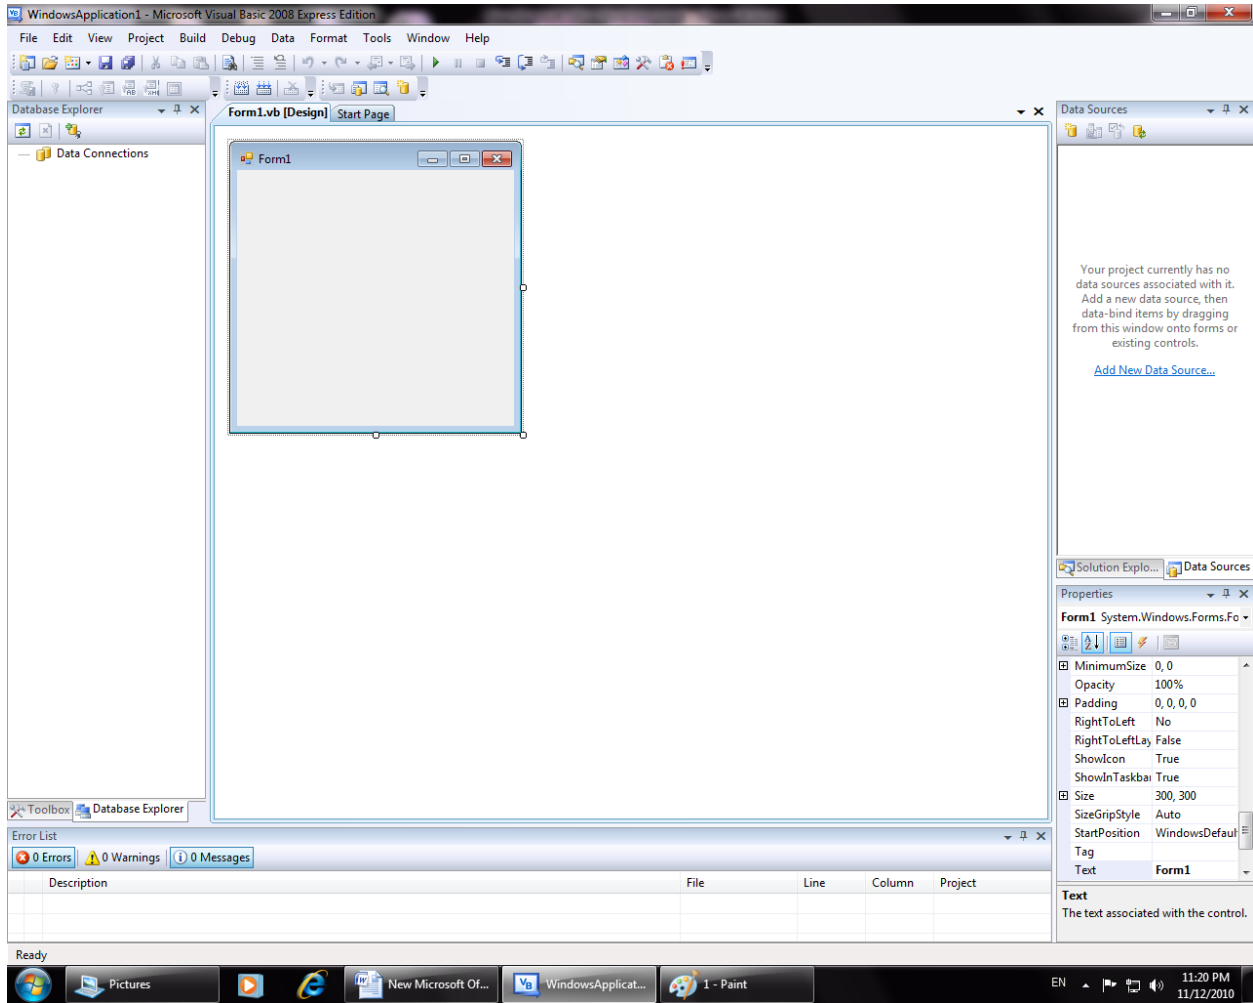 WindowsApplication1 - Microsoft Visual Basic 2008 Express Edition
File Edit View Project Build Debug Data Format Tools Window Help
Database Explorer
Data Connections
Toolbox
Database Explorer
Form1.vb [Design]
Start Page
Form1
Data Sources
Your project currently has no
data sources associated with it.
Add a new data source, then
data-bind items by dragging
from this window onto forms or
existing controls.
Add New Data Source...
Solution Explo...
Data Sources
Properties
Form1 System.Windows.Forms.Fo
MinimumSize 0, 0
Opacity 100%
Padding 0, 0, 0, 0
RightToLeft No
RightToLeftLay False
ShowIcon True
ShowInTaskbar True
Size 300, 300
SizeGripStyle Auto
StartPosition WindowsDefault
Tag
Text Form1
Text
The text associated with the control.
Error List
0 Errors
0 Warnings
0 Messages
Description File Line Column Project
Ready
Pictures
New Microsoft Of...
WindowsApplicat...
1 - Paint
EN
11:20 PM
11/12/2010